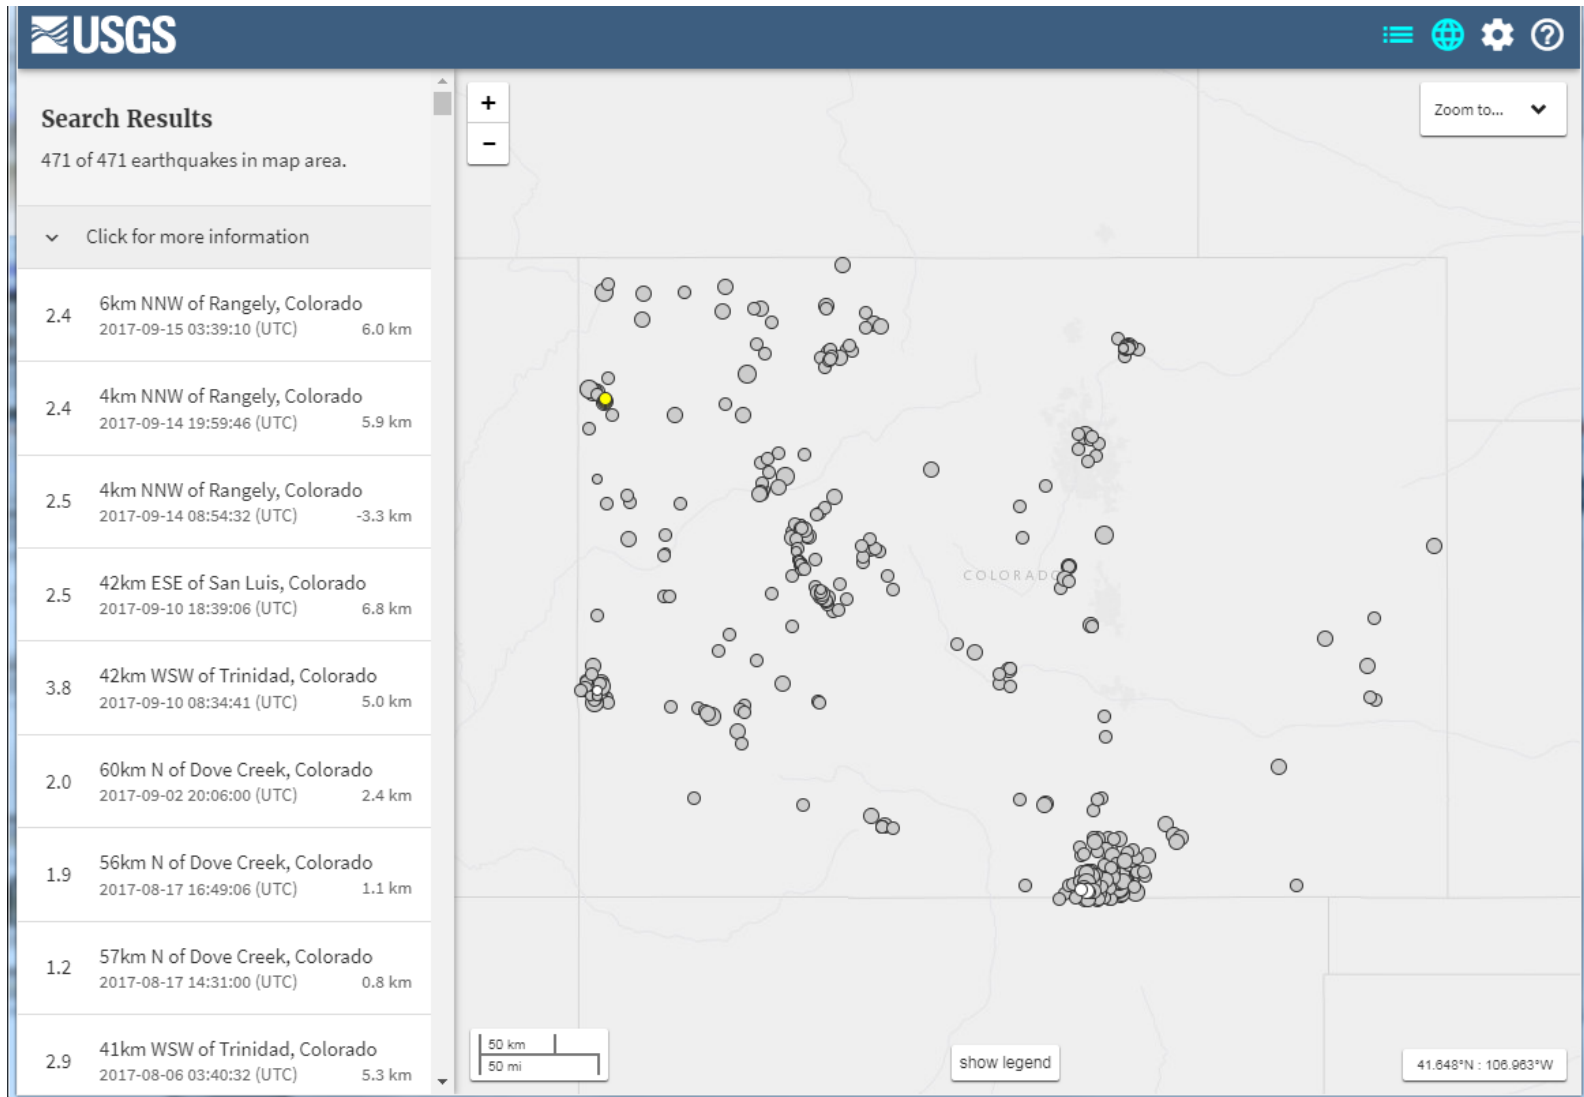 USGS
Search Results
471 of 471 earthquakes in map area.
Click for more information
2.4
6km NNW of Rangely, Colorado
2017-09-15 03:39:10 (UTC) 6.0 km
2.4
4km NNW of Rangely, Colorado
2017-09-14 19:59:46 (UTC) 5.9 km
2.5
4km NNW of Rangely, Colorado
2017-09-14 08:54:32 (UTC) -3.3 km
2.5
42km ESE of San Luis, Colorado
2017-09-10 18:39:06 (UTC) 6.8 km
3.8
42km WSW of Trinidad, Colorado
2017-09-10 08:34:41 (UTC) 5.0 km
2.0
60km N of Dove Creek, Colorado
2017-09-02 20:06:00 (UTC) 2.4 km
1.9
56km N of Dove Creek, Colorado
2017-08-17 16:49:06 (UTC) 1.1 km
1.2
57km N of Dove Creek, Colorado
2017-08-17 14:31:00 (UTC) 0.8 km
2.9
41km WSW of Trinidad, Colorado
2017-08-06 03:40:32 (UTC) 5.3 km
+
−
Zoom to...
COLORADO
50 km
50 mi
show legend
41.648°N : 106.963°W